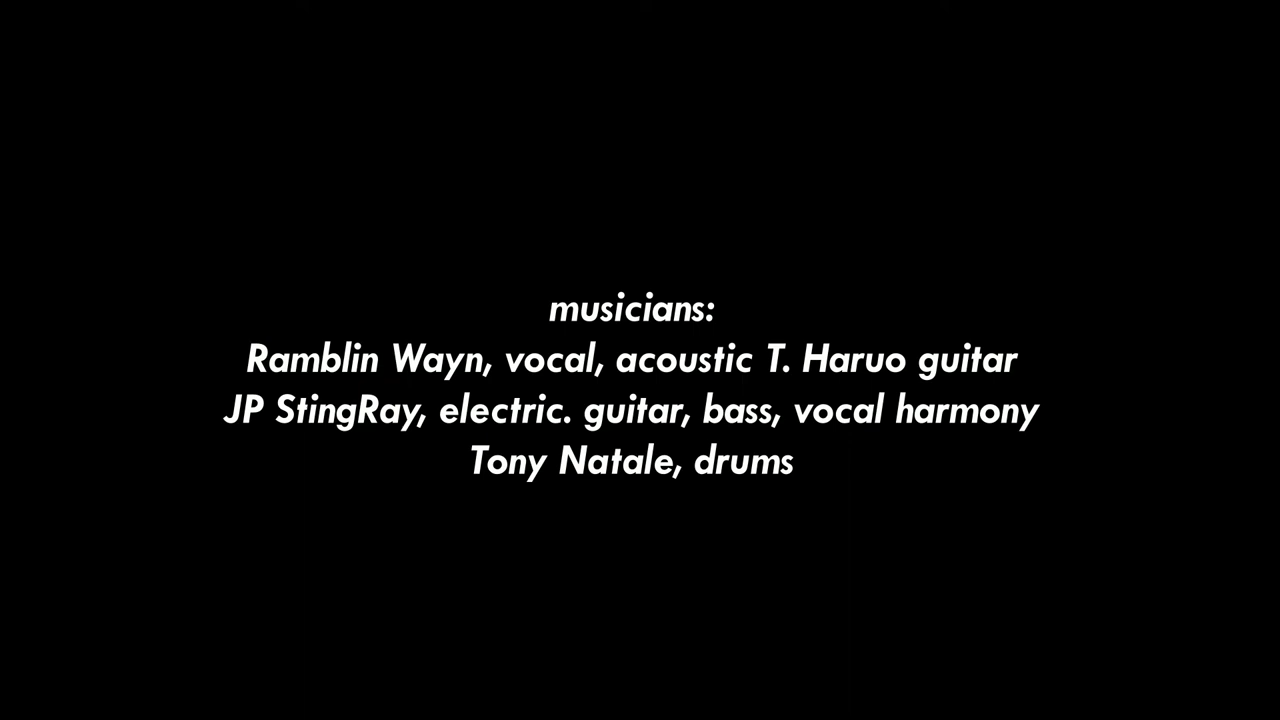 musicians:
Ramblin Wayn, vocal, acoustic T. Haruo guitar
JP StingRay, electric. guitar, bass, vocal harmony
Tony Natale, drums